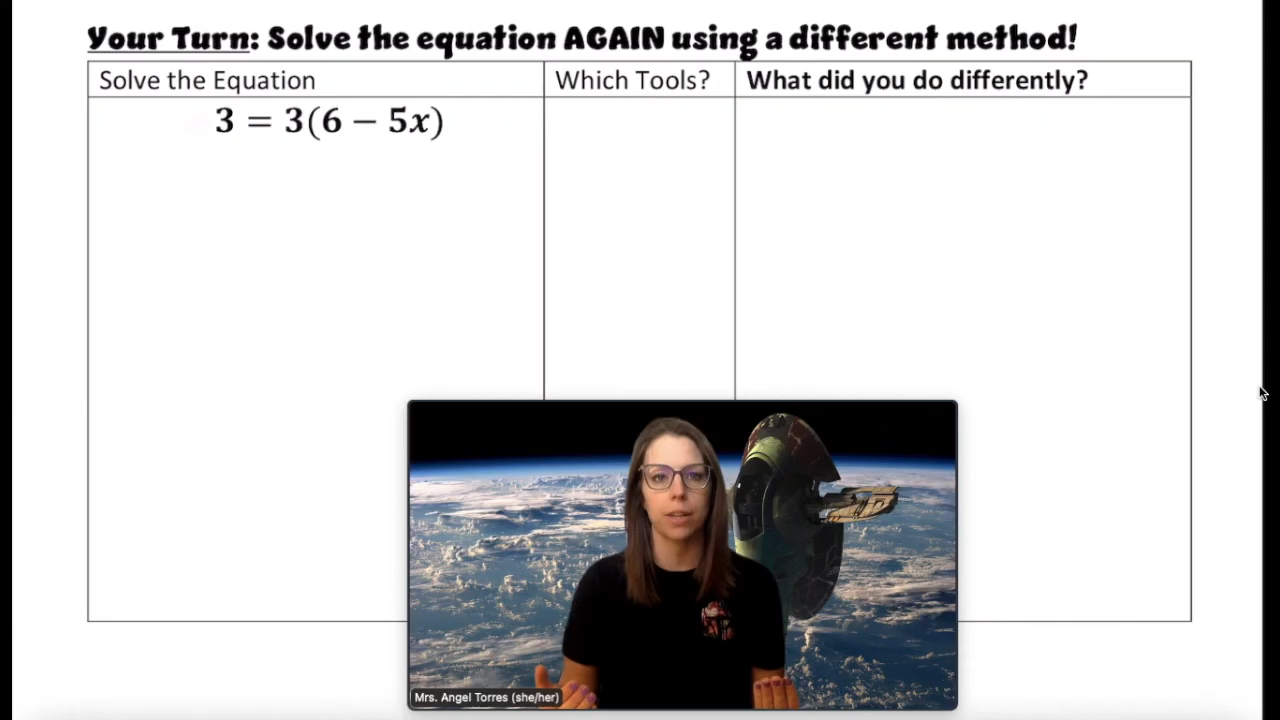 Your Turn: Solve the equation AGAIN using a different method!
Solve the Equation
Which Tools?
What did you do differently?
3 = 3(6 − 5x)
Mrs. Angel Torres (she/her)